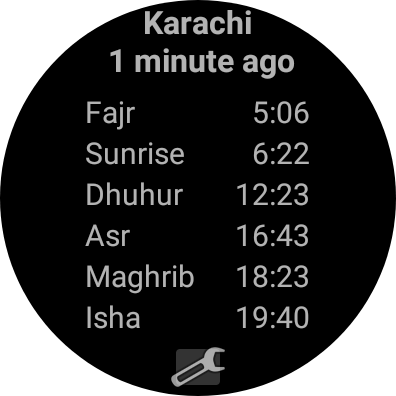 Karachi
1 minute ago
Fajr 5:06
Sunrise 6:22
Dhuhur 12:23
Asr 16:43
Maghrib 18:23
Isha 19:40